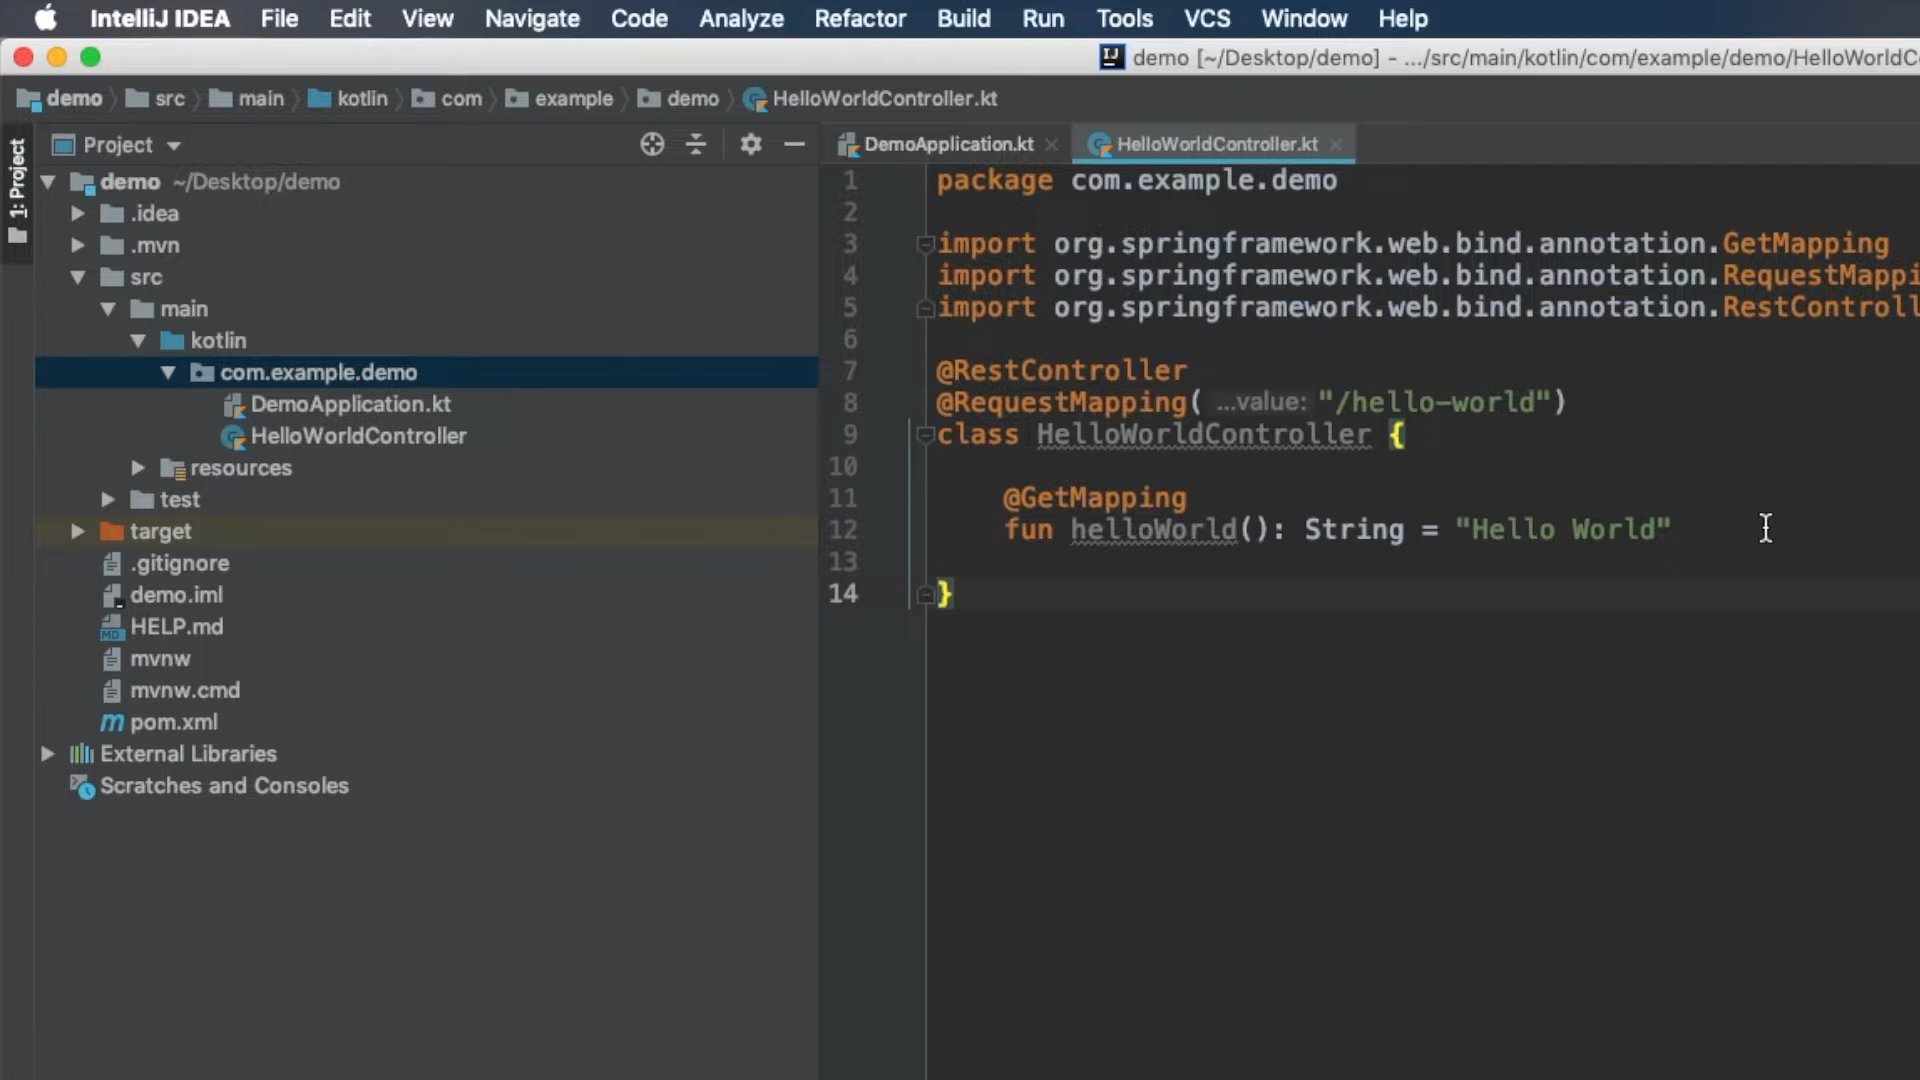 IntelliJ IDEA File Edit View Navigate Code Analyze Refactor Build Run Tools VCS Window Help
demo [~/Desktop/demo] - .../src/main/kotlin/com/example/demo/HelloWorldC
demo src main kotlin com example demo HelloWorldController.kt
1: Project
Project
demo ~/Desktop/demo
.idea
.mvn
src
main
kotlin
com.example.demo
DemoApplication.kt
HelloWorldController
resources
test
target
.gitignore
demo.iml
HELP.md
mvnw
mvnw.cmd
pom.xml
External Libraries
Scratches and Consoles
DemoApplication.kt HelloWorldController.kt
1 package com.example.demo
2
3 import org.springframework.web.bind.annotation.GetMapping
4 import org.springframework.web.bind.annotation.RequestMappi
5 import org.springframework.web.bind.annotation.RestControll
6
7 @RestController
8 @RequestMapping( ...value: "/hello-world")
9 class HelloWorldController {
10
11 @GetMapping
12 fun helloWorld(): String = "Hello World"
13
14 }